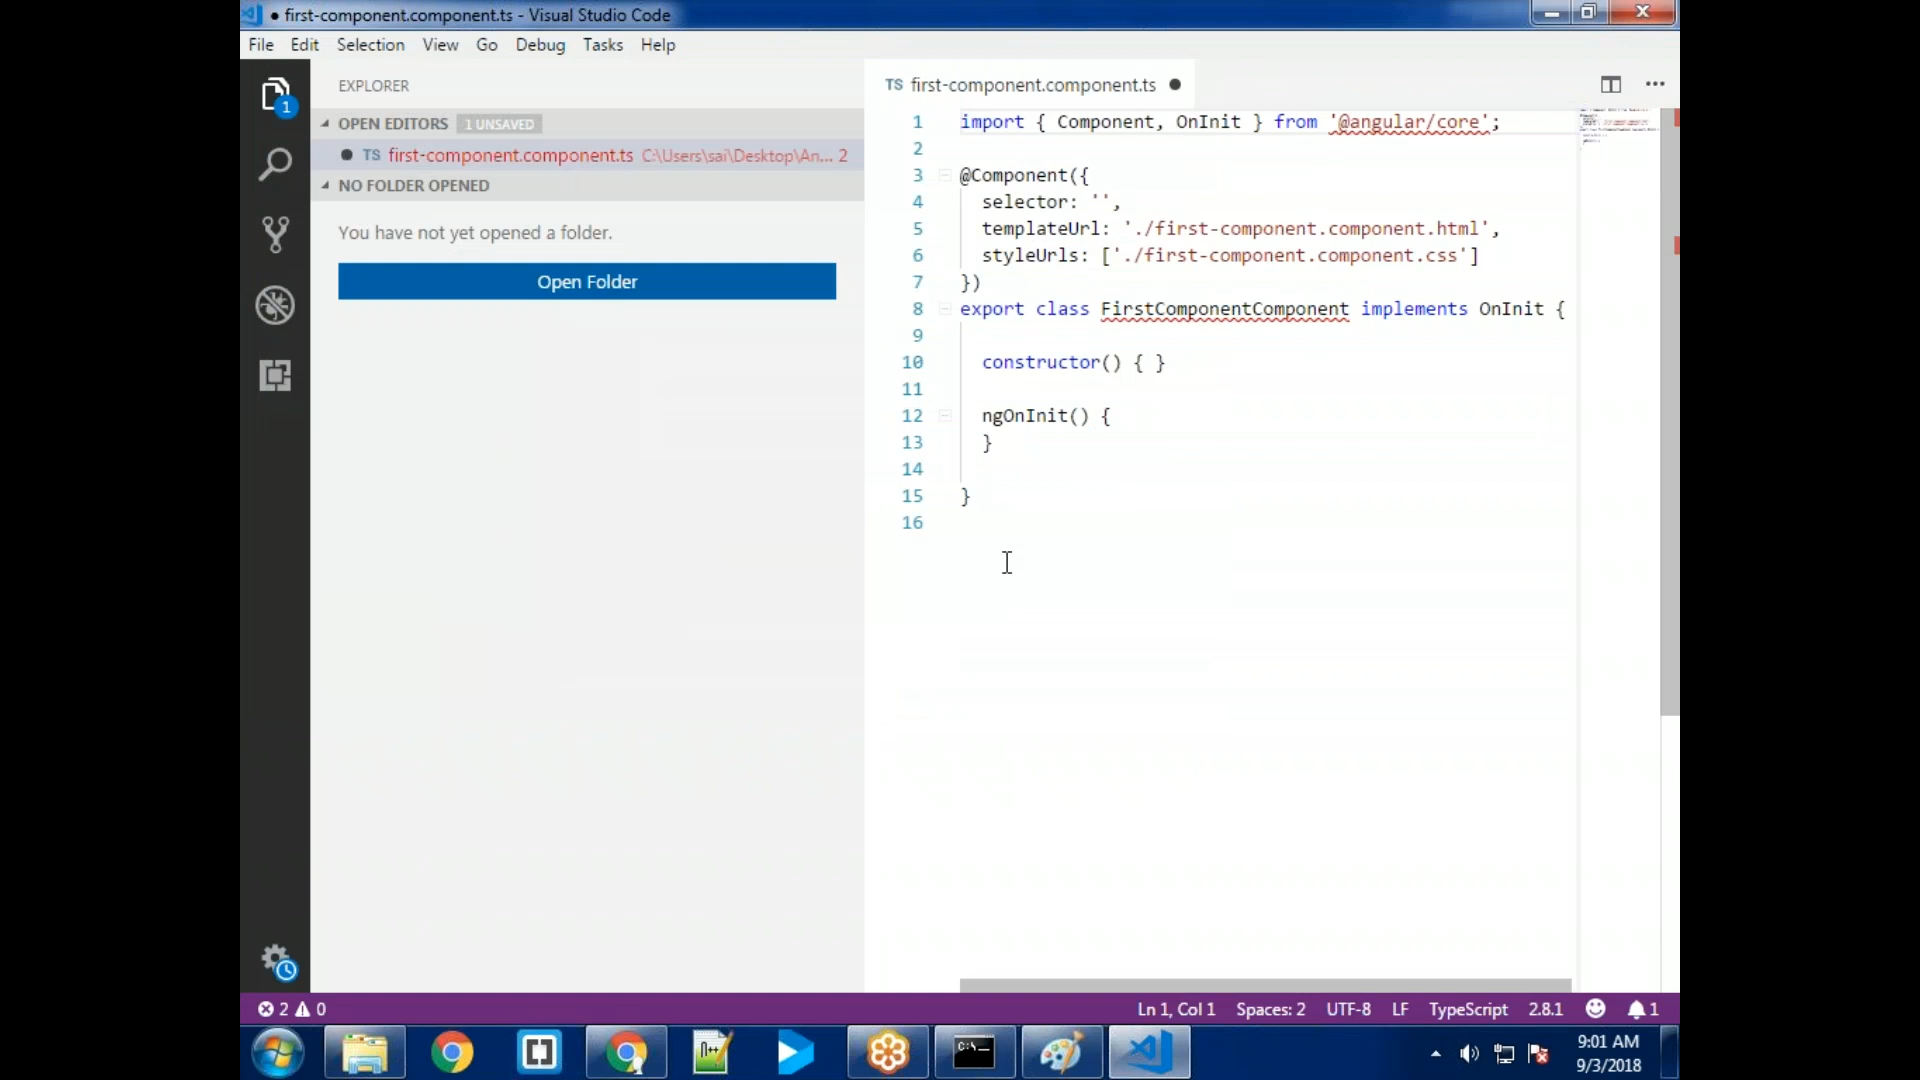 ● first-component.component.ts - Visual Studio Code
File Edit Selection View Go Debug Tasks Help
EXPLORER
1
OPEN EDITORS 1 UNSAVED
● TS first-component.component.ts C:\Users\sai\Desktop\An... 2
NO FOLDER OPENED
You have not yet opened a folder.
Open Folder
TS first-component.component.ts ●
1 import { Component, OnInit } from '@angular/core';
2
3 @Component({
4 selector: '',
5 templateUrl: './first-component.component.html',
6 styleUrls: ['./first-component.component.css']
7 })
8 export class FirstComponentComponent implements OnInit {
9
10 constructor() { }
11
12 ngOnInit() {
13 }
14
15 }
16
2 0 Ln 1, Col 1 Spaces: 2 UTF-8 LF TypeScript 2.8.1 1
C:\_
9:01 AM
9/3/2018